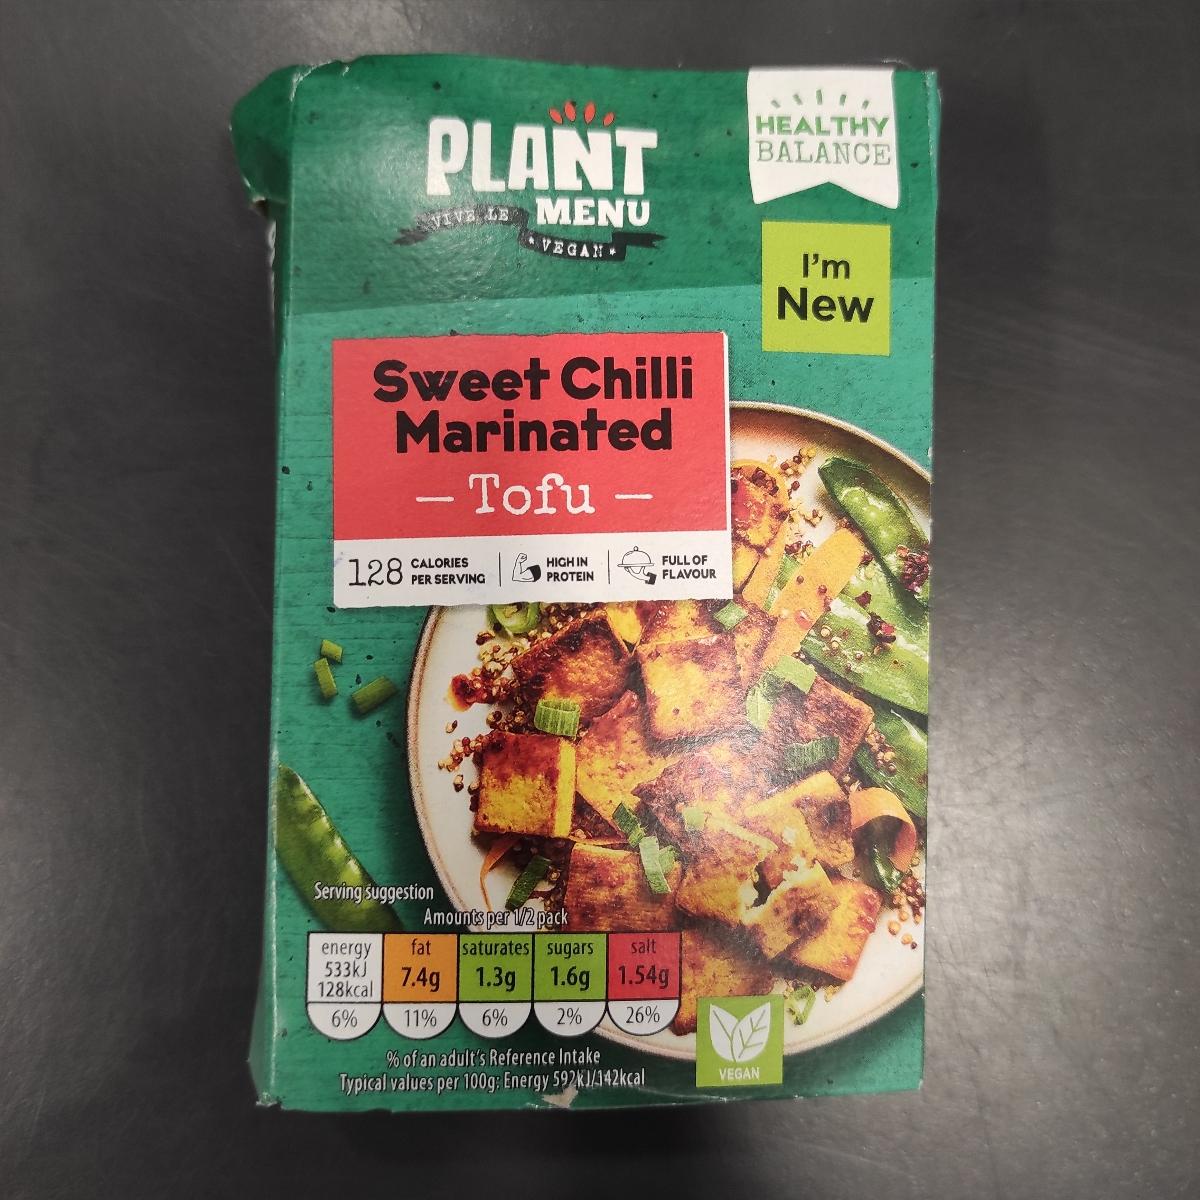 PLANT
MENU
VIVE LE
VEGAN
HEALTHY
BALANCE
I'm
New
Sweet Chilli
Marinated
— Tofu —
128 CALORIES PER SERVING
HIGH IN PROTEIN
FULL OF FLAVOUR
Serving suggestion
Amounts per 1/2 pack
energy fat saturates sugars salt
533kJ 128kcal 7.4g 1.3g 1.6g 1.54g
6% 11% 6% 2% 26%
% of an adult's Reference Intake
Typical values per 100g: Energy 592kJ/142kcal
VEGAN